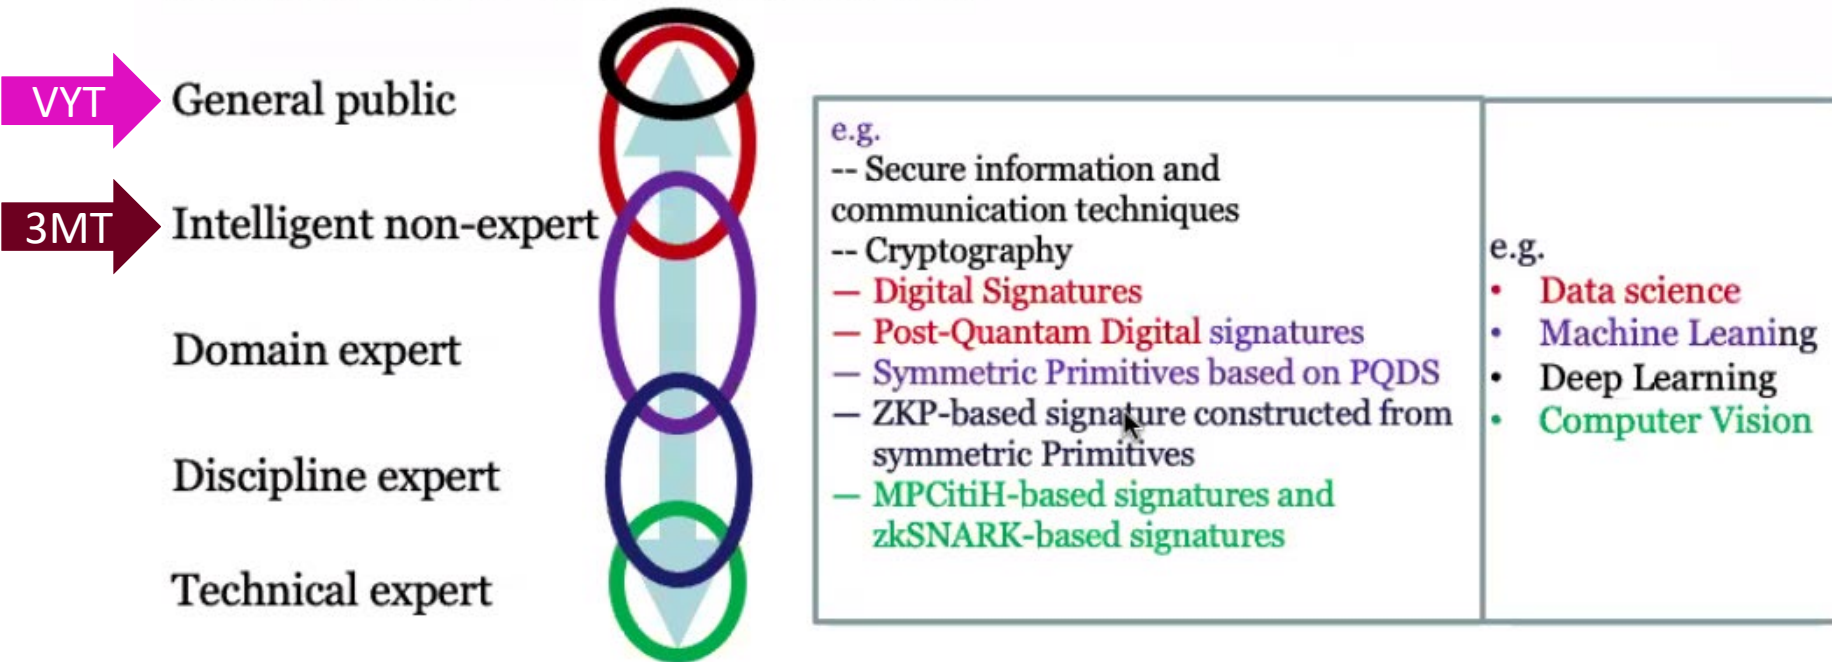 VYT
General public
3MT
Intelligent non-expert
Domain expert
Discipline expert
Technical expert
e.g.
-- Secure information and
communication techniques
-- Cryptography
— Digital Signatures
— Post-Quantam Digital signatures
— Symmetric Primitives based on PQDS
— ZKP-based signature constructed from
symmetric Primitives
— MPCitiH-based signatures and
zkSNARK-based signatures
e.g.
• Data science
• Machine Leaning
• Deep Learning
• Computer Vision